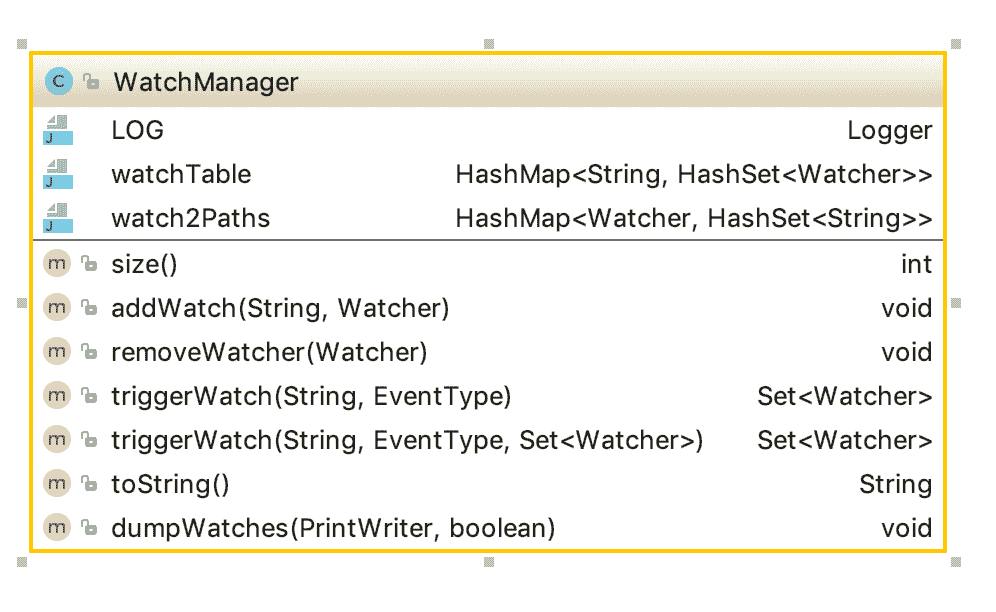 C WatchManager
J LOG Logger
J watchTable HashMap<String, HashSet<Watcher>>
J watch2Paths HashMap<Watcher, HashSet<String>>
m size() int
m addWatch(String, Watcher) void
m removeWatcher(Watcher) void
m triggerWatch(String, EventType) Set<Watcher>
m triggerWatch(String, EventType, Set<Watcher>) Set<Watcher>
m toString() String
m dumpWatches(PrintWriter, boolean) void